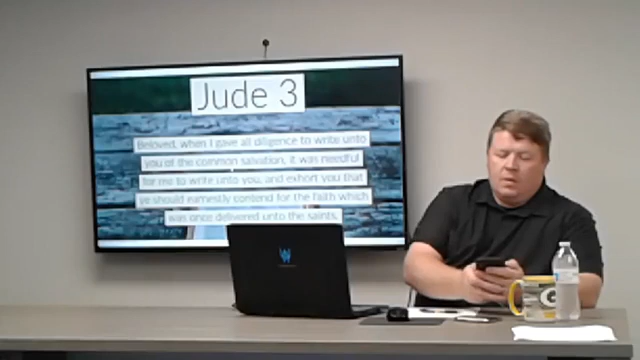 Jude 3
Beloved, when I gave all diligence to write unto
you of the common salvation, it was needful
for me to write unto you, and exhort you that
ye should earnestly contend for the faith which
was once delivered unto the saints.